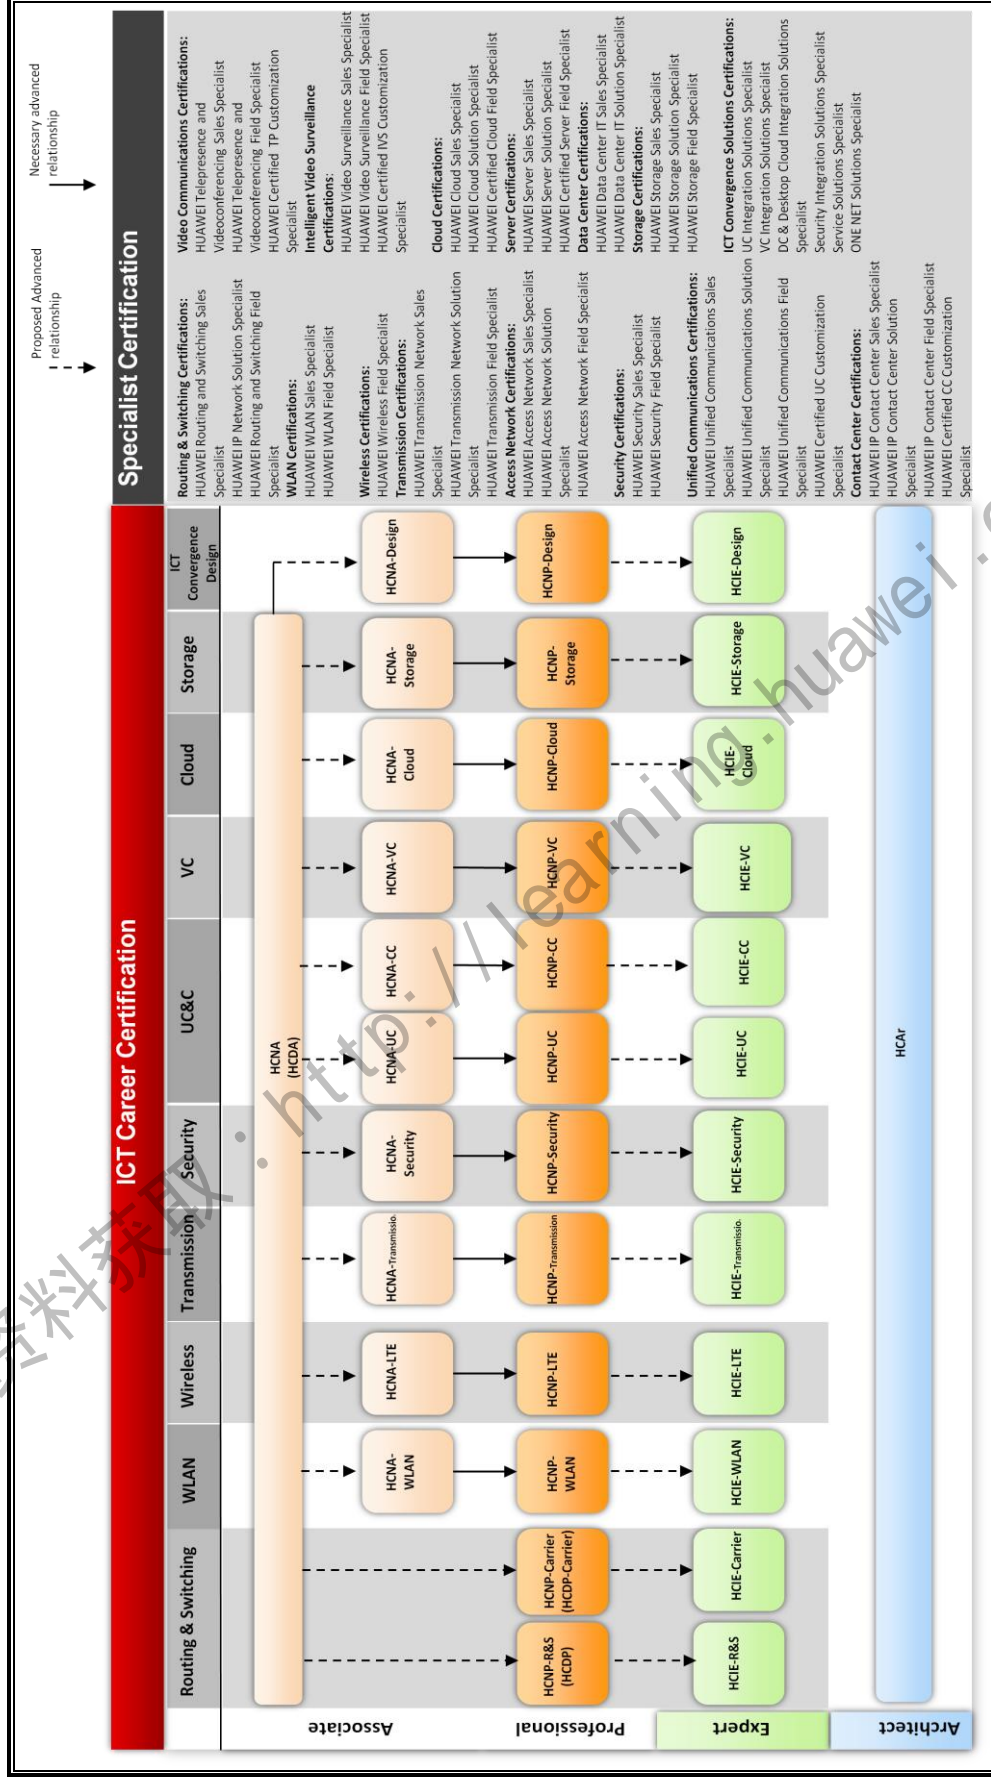 Proposed Advanced
relationship
Necessary advanced
relationship
ICT Career Certification
Specialist Certification
Routing & Switching
WLAN
Wireless
Transmission
Security
UC&C
VC
Cloud
Storage
ICT
Convergence
Design
Associate
HCNA
(HCDA)
HCNA-
WLAN
HCNA-LTE
HCNA-Transmissio.
HCNA-
Security
HCNA-UC
HCNA-CC
HCNA-VC
HCNA-
Cloud
HCNA-
Storage
HCNA-Design
Professional
HCNP-R&S
(HCDP)
HCNP-Carrier
(HCDP-Carrier)
HCNP-
WLAN
HCNP-LTE
HCNP-Transmission
HCNP-Security
HCNP-UC
HCNP-CC
HCNP-VC
HCNP-Cloud
HCNP-
Storage
HCNP-Design
Expert
HCIE-R&S
HCIE-Carrier
HCIE-WLAN
HCIE-LTE
HCIE-Transmissio.
HCIE-Security
HCIE-UC
HCIE-CC
HCIE-VC
HCIE-
Cloud
HCIE-Storage
HCIE-Design
Architect
HCAr
Routing & Switching Certifications:
HUAWEI Routing and Switching Sales
Specialist
HUAWEI IP Network Solution Specialist
HUAWEI Routing and Switching Field
Specialist
WLAN Certifications:
HUAWEI WLAN Sales Specialist
HUAWEI WLAN Field Specialist
Wireless Certifications:
HUAWEI Wireless Field Specialist
Transmission Certifications:
HUAWEI Transmission Network Sales
Specialist
HUAWEI Transmission Network Solution
Specialist
HUAWEI Transmission Field Specialist
Access Network Certifications:
HUAWEI Access Network Sales Specialist
HUAWEI Access Network Solution
Specialist
HUAWEI Access Network Field Specialist
Security Certifications:
HUAWEI Security Sales Specialist
HUAWEI Security Field Specialist
Unified Communications Certifications:
HUAWEI Unified Communications Sales
Specialist
HUAWEI Unified Communications Solution
Specialist
HUAWEI Unified Communications Field
Specialist
HUAWEI Certified UC Customization
Specialist
Contact Center Certifications:
HUAWEI IP Contact Center Sales Specialist
HUAWEI IP Contact Center Solution
Specialist
HUAWEI IP Contact Center Field Specialist
HUAWEI Certified CC Customization
Specialist
Video Communications Certifications:
HUAWEI Telepresence and
Videoconferencing Sales Specialist
HUAWEI Telepresence and
Videoconferencing Field Specialist
HUAWEI Certified TP Customization
Specialist
Intelligent Video Surveillance
Certifications:
HUAWEI Video Surveillance Sales Specialist
HUAWEI Video Surveillance Field Specialist
HUAWEI Certified IVS Customization
Specialist
Cloud Certifications:
HUAWEI Cloud Sales Specialist
HUAWEI Cloud Solution Specialist
HUAWEI Certified Cloud Field Specialist
Server Certifications:
HUAWEI Server Sales Specialist
HUAWEI Server Solution Specialist
HUAWEI Certified Server Field Specialist
Data Center Certifications:
HUAWEI Data Center IT Sales Specialist
HUAWEI Data Center IT Solution Specialist
Storage Certifications:
HUAWEI Storage Sales Specialist
HUAWEI Storage Solution Specialist
HUAWEI Storage Field Specialist
ICT Convergence Solutions Certifications:
UC Integration Solutions Specialist
VC Integration Solutions Specialist
DC & Desktop Cloud Integration Solutions
Specialist
Security Integration Solutions Specialist
Service Solutions Specialist
ONE NET Solutions Specialist
资料获取:http://learning.huawei.c